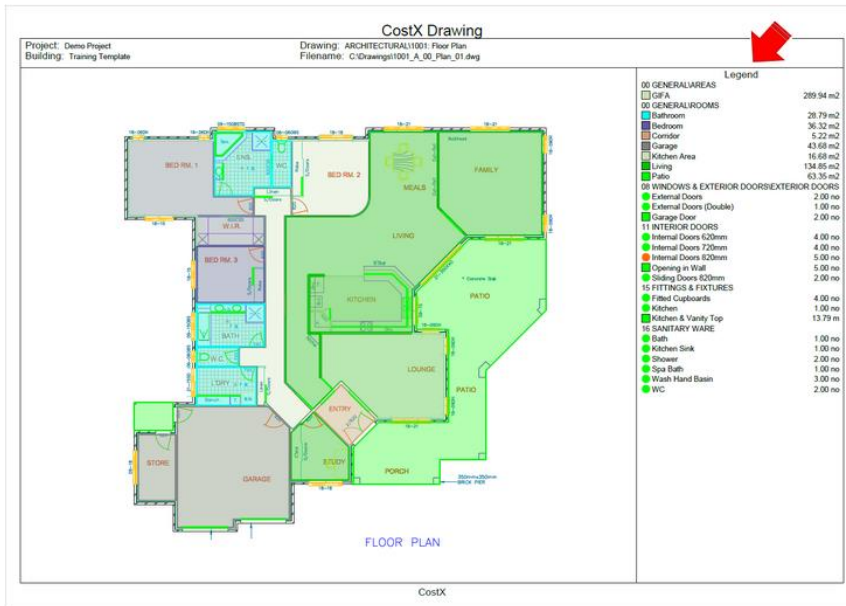 CostX Drawing
Project: Demo Project
Building: Training Template
Drawing: ARCHITECTURAL\1001: Floor Plan
Filename: C:\Drawings\1001_A_00_Plan_01.dwg
Legend
00 GENERAL\AREAS
GIFA 289.94 m2
00 GENERAL\ROOMS
Bathroom 28.79 m2
Bedroom 36.32 m2
Corridor 5.22 m2
Garage 43.68 m2
Kitchen Area 16.68 m2
Living 134.85 m2
Patio 63.35 m2
08 WINDOWS & EXTERIOR DOORS\EXTERIOR DOORS
External Doors 2.00 no
External Doors (Double) 1.00 no
Garage Door 2.00 no
11 INTERIOR DOORS
Internal Doors 620mm 4.00 no
Internal Doors 720mm 4.00 no
Internal Doors 820mm 5.00 no
Opening in Wall 5.00 no
Sliding Doors 820mm 2.00 no
15 FITTINGS & FIXTURES
Fitted Cupboards 4.00 no
Kitchen 1.00 no
Kitchen & Vanity Top 13.79 m
16 SANITARY WARE
Bath 1.00 no
Kitchen Sink 1.00 no
Shower 2.00 no
Spa Bath 1.00 no
Wash Hand Basin 3.00 no
WC 2.00 no
BED RM. 1
ENS.
WC
BED RM. 2
MEALS
FAMILY
W.I.R.
LIVING
BED RM. 3
KITCHEN
PATIO
BATH
W.C.
L'DRY
LOUNGE
PATIO
ENTRY
STORE
GARAGE
STUDY
PORCH
350mm×350mm
BRICK PIER
FLOOR PLAN
CostX